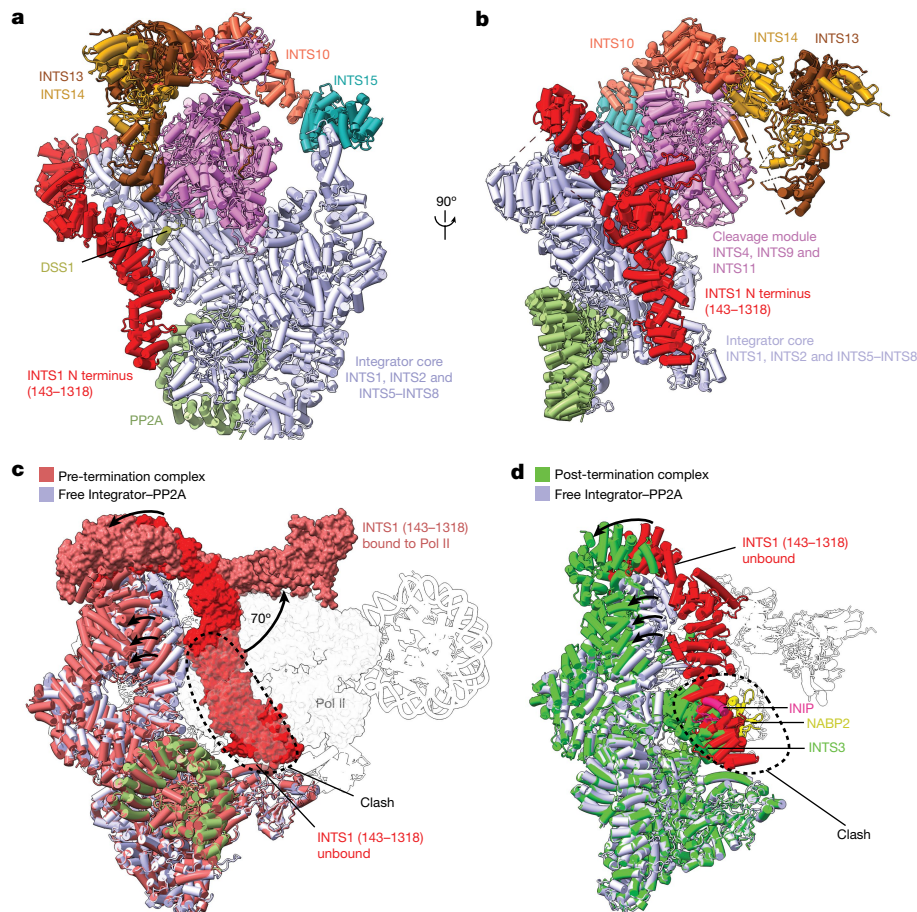 a
INTS13
INTS14
INTS10
INTS15
DSS1
INTS1 N terminus
(143–1318)
PP2A
Integrator core
INTS1, INTS2 and
INTS5–INTS8
90º
b
INTS10
INTS14
INTS13
Cleavage module
INTS4, INTS9 and
INTS11
INTS1 N terminus
(143–1318)
Integrator core
INTS1, INTS2 and INTS5–INTS8
c
Pre-termination complex
Free Integrator–PP2A
INTS1 (143–1318)
bound to Pol II
70º
Pol II
Clash
INTS1 (143–1318)
unbound
d
Post-termination complex
Free Integrator–PP2A
INTS1 (143–1318)
unbound
INIP
NABP2
INTS3
Clash